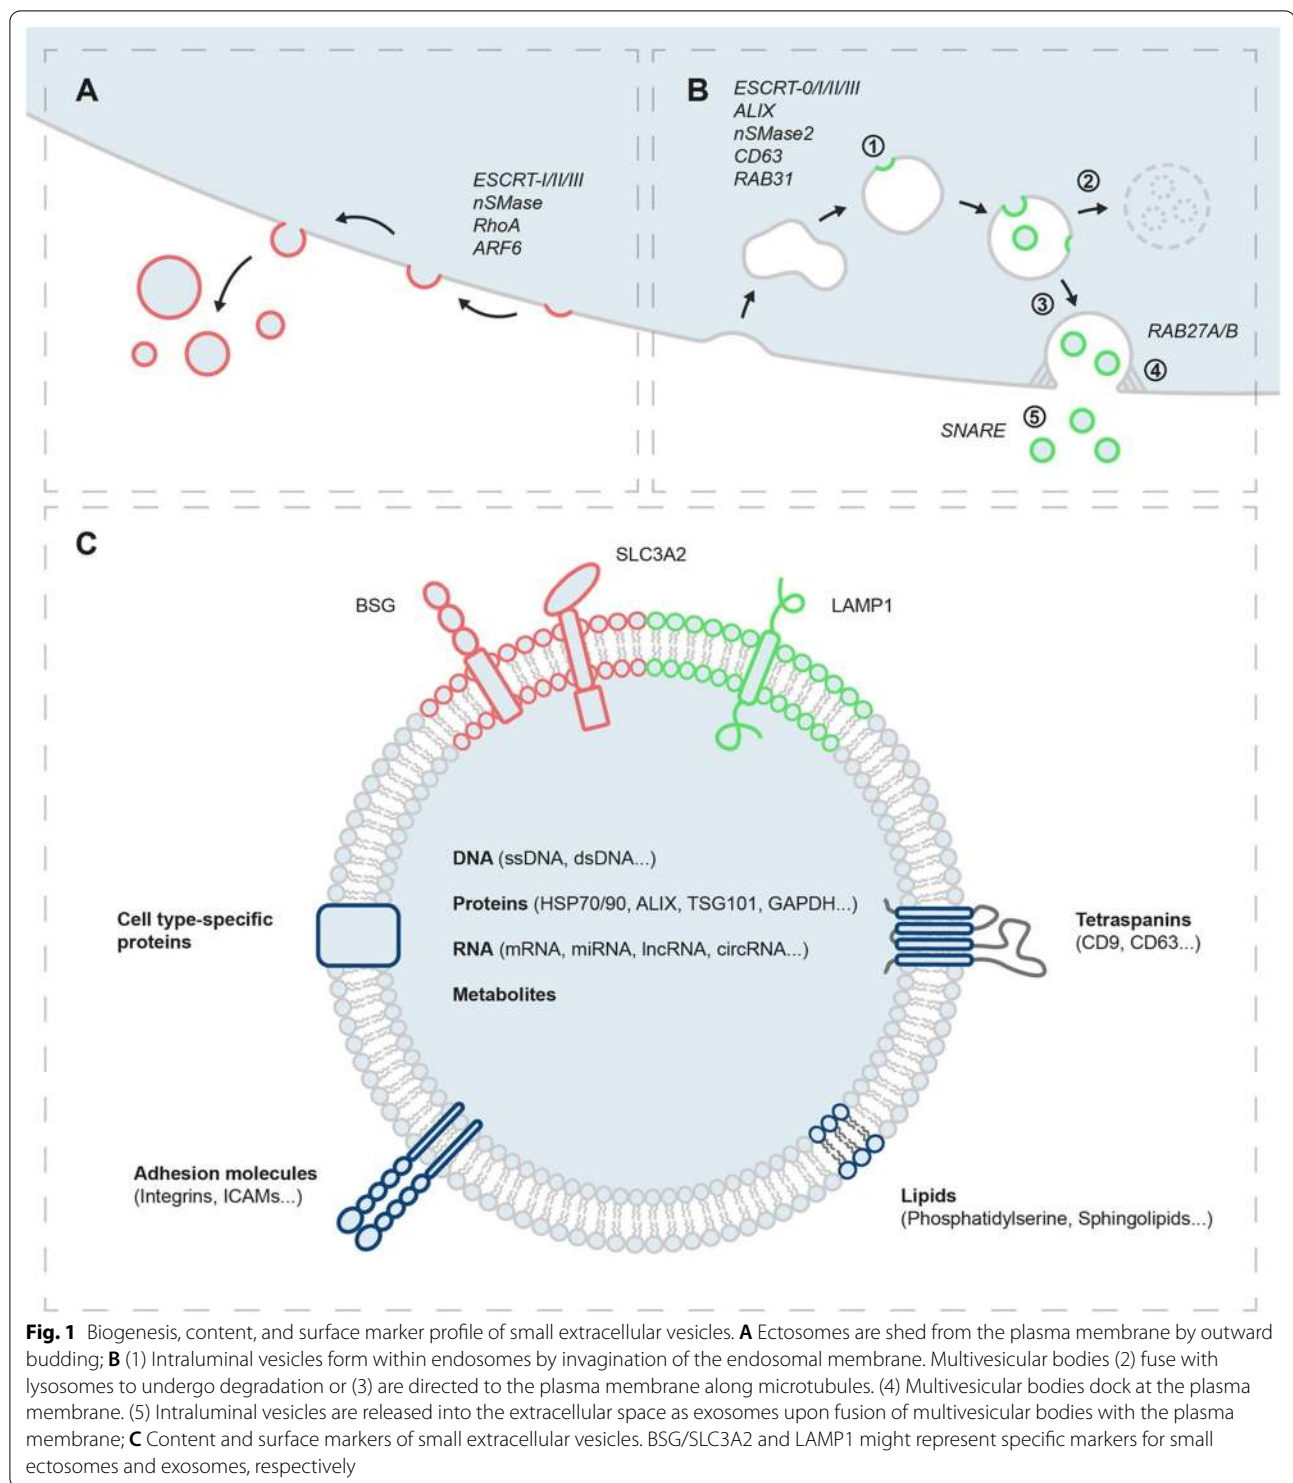 A
ESCRT-I/II/III
nSMase
RhoA
ARF6
B
ESCRT-0/I/II/III
ALIX
nSMase2
CD63
RAB31
1
2
3
RAB27A/B
4
5
SNARE
C
SLC3A2
BSG
LAMP1
DNA (ssDNA, dsDNA...)
Proteins (HSP70/90, ALIX, TSG101, GAPDH...)
RNA (mRNA, miRNA, lncRNA, circRNA...)
Metabolites
Cell type-specific
proteins
Tetraspanins
(CD9, CD63...)
Adhesion molecules
(Integrins, ICAMs...)
Lipids
(Phosphatidylserine, Sphingolipids...)
Fig. 1 Biogenesis, content, and surface marker profile of small extracellular vesicles. A Ectosomes are shed from the plasma membrane by outward
budding; B (1) Intraluminal vesicles form within endosomes by invagination of the endosomal membrane. Multivesicular bodies (2) fuse with
lysosomes to undergo degradation or (3) are directed to the plasma membrane along microtubules. (4) Multivesicular bodies dock at the plasma
membrane. (5) Intraluminal vesicles are released into the extracellular space as exosomes upon fusion of multivesicular bodies with the plasma
membrane; C Content and surface markers of small extracellular vesicles. BSG/SLC3A2 and LAMP1 might represent specific markers for small
ectosomes and exosomes, respectively